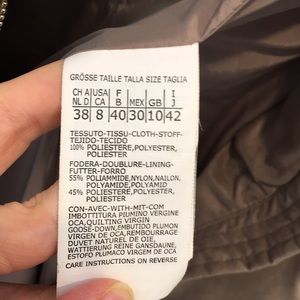 GRÖSSE TAILLE TALLA SIZE TAGLIA
CH A USA F MEX GB I
NL D CA B J
38 8 40 30 10 42
TESSUTO-TISSU-CLOTH-STOFF-
TEJIDO-TECIDO
100% POLIESTERE,POLYESTER,
POLIESTER
FODERA-DOUBLURE-LINING-
FUTTER-FORRO
55% POLIAMMIDE,NYLON,NAILON,
POLYAMIDE,POLYAMID
45% POLIESTERE,POLYESTER,
POLIESTER
CON-AVEC-WITH-MIT-COM
IMBOTTITURA PIUMINO VERGINE
OCA,QUILTING VIRGIN
GOOSE-DOWN,EMBUTIDO PLUMON
VIRGEN DE OCA,REMBOURRAGE
DUVET NATUREL DE OIE,
WATTIERUNG REINE GANSDAUNE,
ESTOFO PLUMACO VIRGEM DE OCA
CARE INSTRUCTIONS ON REVERSE